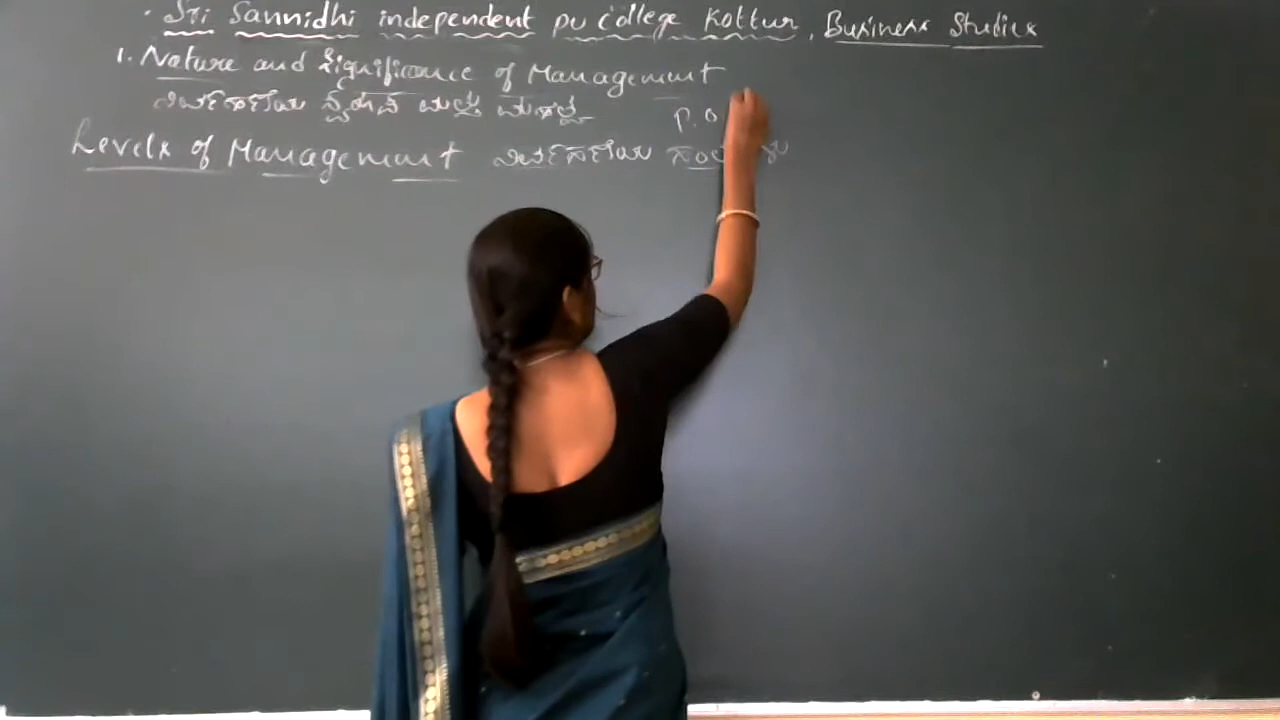 . Sri Sannidhi independent pu College Kottur, Business Studies
1. Nature and Significance of Management
ನಿರ್ವಹಣೆಯ ಸ್ವರೂಪ ಮತ್ತು ಮಹತ್ವ P.O
Levels of Management ನಿರ್ವಹಣೆಯ